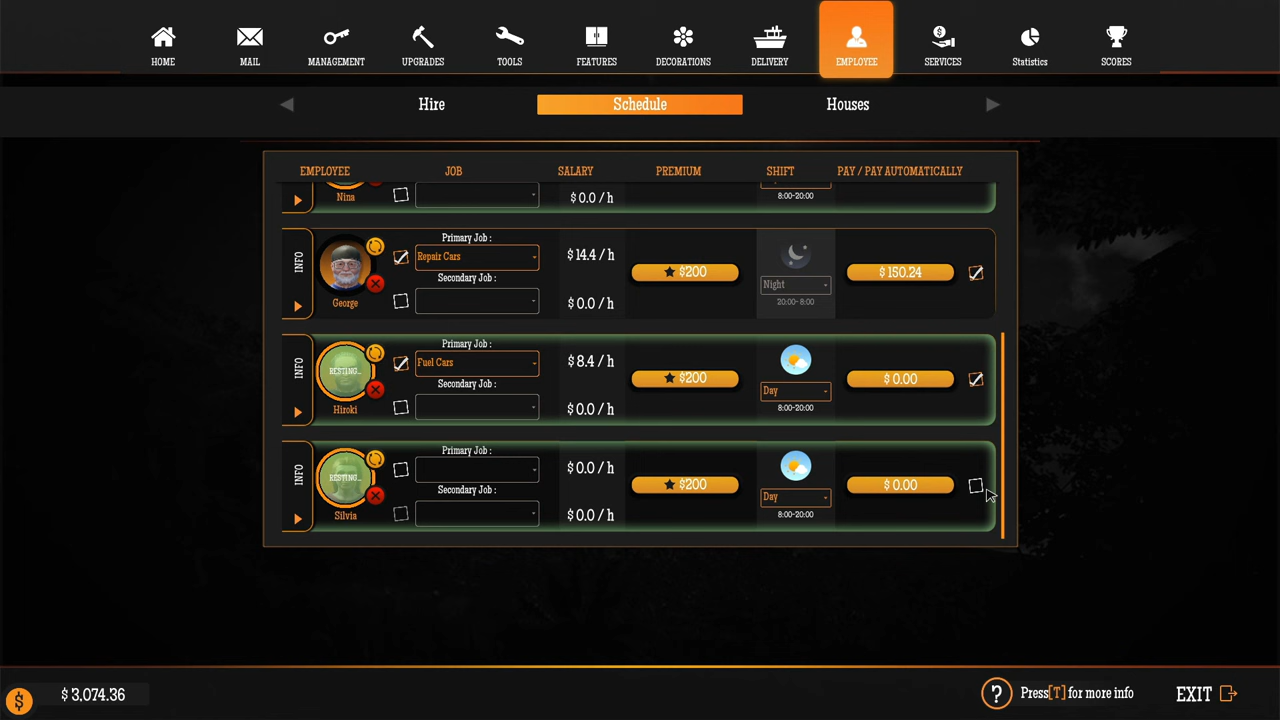 HOME MAIL MANAGEMENT UPGRADES TOOLS FEATURES DECORATIONS DELIVERY EMPLOYEE SERVICES Statistics SCORES
Hire Schedule Houses
EMPLOYEE JOB SALARY PREMIUM SHIFT PAY / PAY AUTOMATICALLY
Nina $ 0.0 / h 8:00-20:00
Primary Job :
INFO Repair Cars $ 14.4 / h
$200 $ 150.24
Secondary Job : Night
George $ 0.0 / h 20:00-8:00
Primary Job :
INFO RESTING... Fuel Cars $ 8.4 / h
$200 $ 0.00
Secondary Job : Day
Hiroki $ 0.0 / h 8:00-20:00
Primary Job :
INFO RESTING... $ 0.0 / h
$200 $ 0.00
Secondary Job : Day
Silvia $ 0.0 / h 8:00-20:00
$ $ 3,074.36 ? Press[T] for more info EXIT